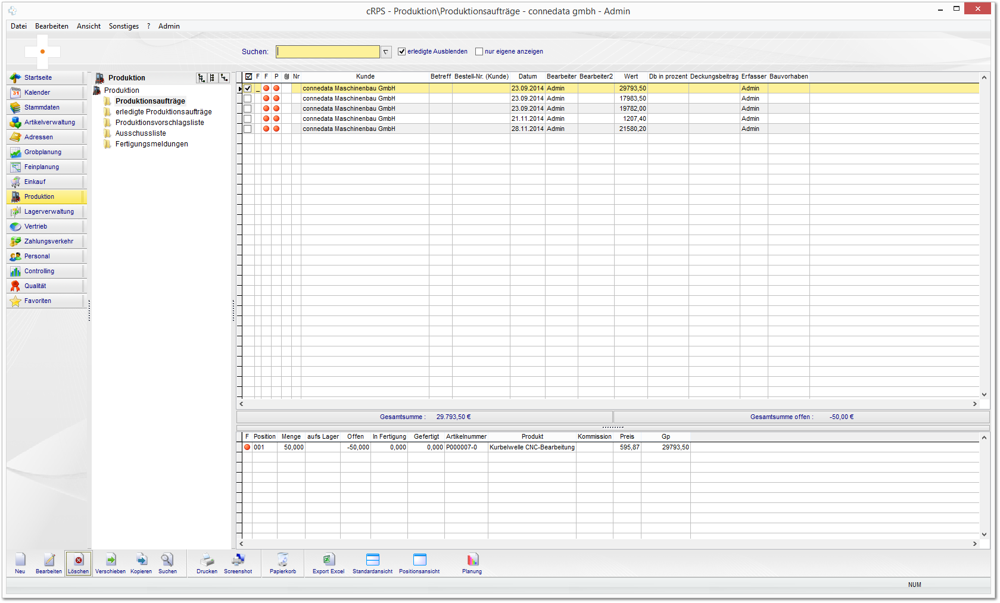 cRPS - Produktion\Produktionsaufträge - connedata gmbh - Admin
Datei Bearbeiten Ansicht Sonstiges ? Admin
Suchen: erledigte Ausblenden nur eigene anzeigen
Startseite
Kalender
31
Stammdaten
Artikelverwaltung
Adressen
Grobplanung
Feinplanung
Einkauf
Produktion
Lagerverwaltung
Vertrieb
Zahlungsverkehr
Personal
Controlling
Qualität
Favoriten
Produktion
Produktion
Produktionsaufträge
erledigte Produktionsaufträge
Produktionsvorschlagsliste
Ausschussliste
Fertigungsmeldungen
F F P Nr Kunde Betreff Bestell-Nr. (Kunde) Datum Bearbeiter Bearbeiter2 Wert Db in prozent Deckungsbeitrag Erfasser Bauvorhaben
_ connedata Maschinenbau GmbH 23.09.2014 Admin 29793,50 Admin
connedata Maschinenbau GmbH 23.09.2014 Admin 17983,50 Admin
connedata Maschinenbau GmbH 23.09.2014 Admin 19782,00 Admin
connedata Maschinenbau GmbH 21.11.2014 Admin 1207,40 Admin
connedata Maschinenbau GmbH 28.11.2014 Admin 21580,20 Admin
Gesamtsumme : 29.793,50 € Gesamtsumme offen : -50,00 €
F Position Menge aufs Lager Offen In Fertigung Gefertigt Artikelnummer Produkt Kommission Preis Gp
001 50,000 -50,000 0,000 0,000 P000007-0 Kurbelwelle CNC-Bearbeitung 595,87 29793,50
Neu Bearbeiten Löschen Verschieben Kopieren Suchen Drucken Screenshot Papierkorb Export Excel Standardansicht Positionsansicht Planung
NUM